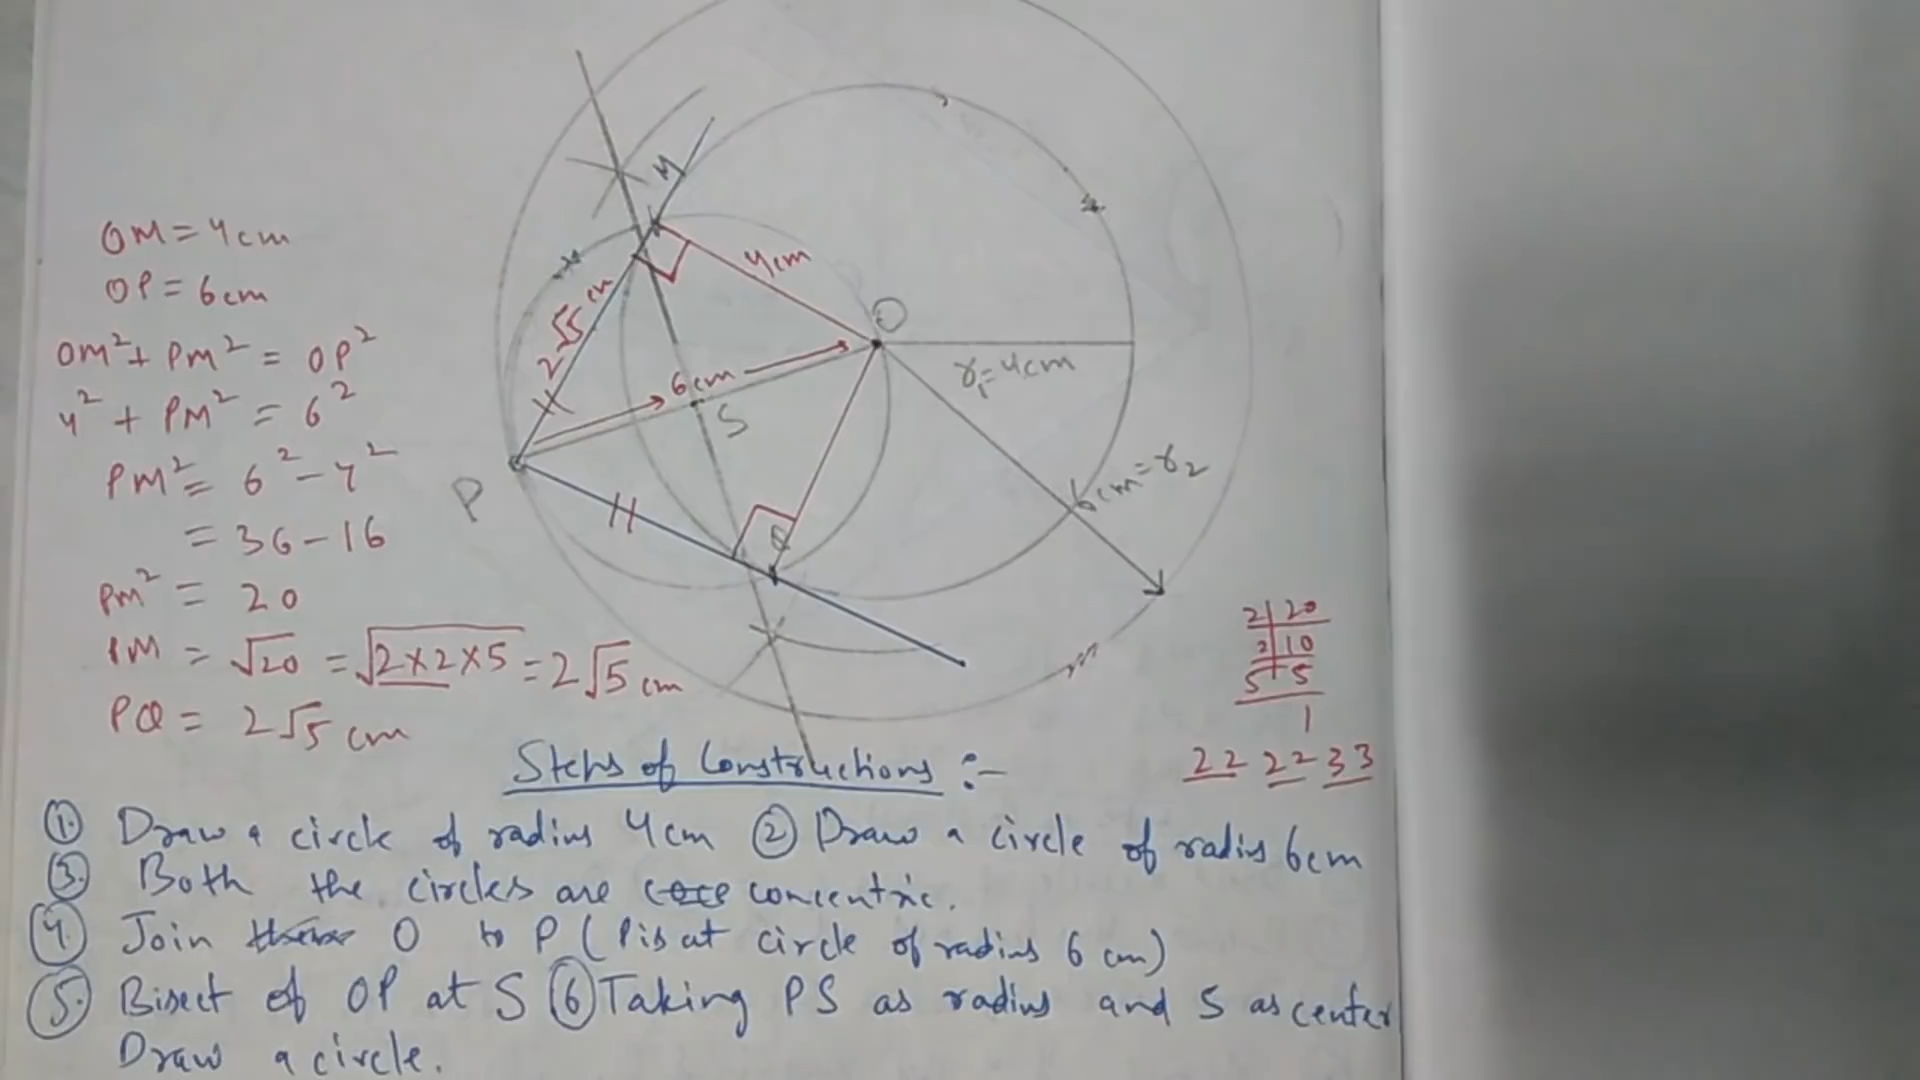 M
4cm
O
2√5 cm
6cm
r₁=4cm
S
P
6cm=r₂
Q
OM=4cm
OP=6cm
OM²+PM²=OP²
4²+PM²=6²
PM²=6²-4²
=36-16
PM²=20
PM=√20=√2×2×5=2√5cm
PQ=2√5cm
2|20
2|10
5|5
1
22 22 33
Steps of Constructions :-
1. Draw a circle of radius 4cm ② Draw a circle of radius 6cm
3. Both the circles are concentric.
4. Join O to P (P is at circle of radius 6 cm)
5. Bisect of OP at S ⑥ Taking PS as radius and S as center
Draw a circle.